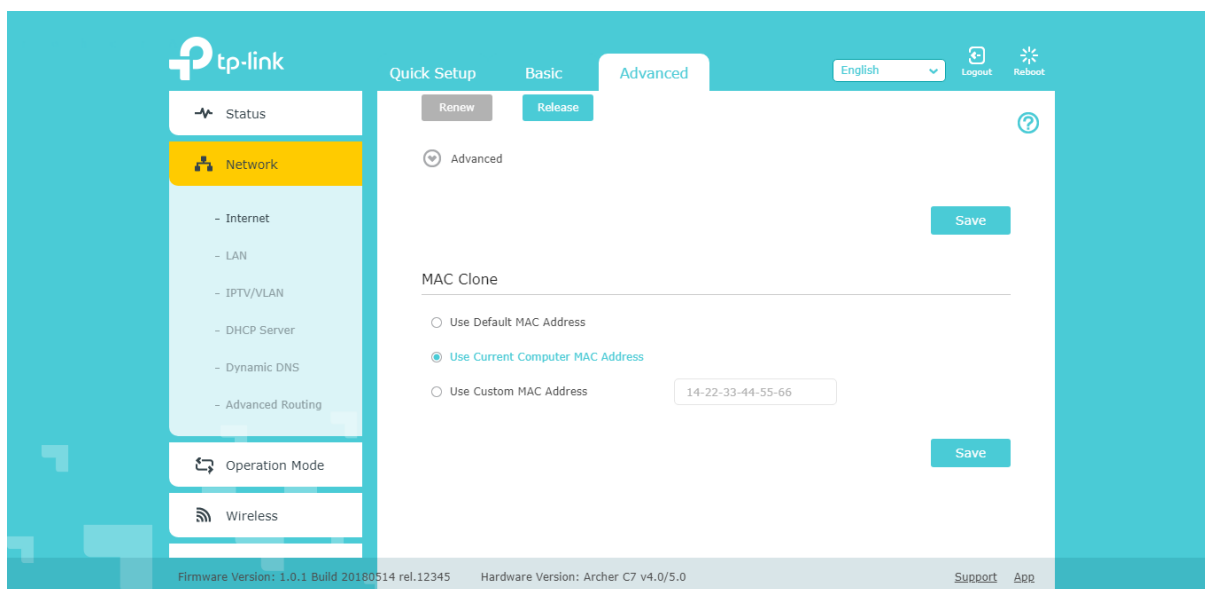 tp-link
Quick Setup Basic Advanced English Logout Reboot
Status
Network
- Internet
- LAN
- IPTV/VLAN
- DHCP Server
- Dynamic DNS
- Advanced Routing
Operation Mode
Wireless
Renew Release
Advanced
Save
MAC Clone
Use Default MAC Address
Use Current Computer MAC Address
Use Custom MAC Address 14-22-33-44-55-66
Save
Firmware Version: 1.0.1 Build 20180514 rel.12345 Hardware Version: Archer C7 v4.0/5.0 Support App